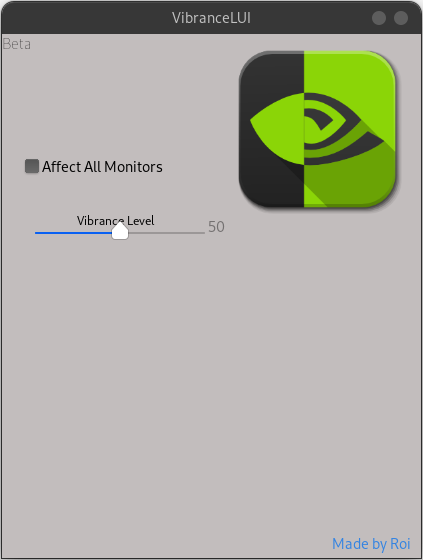 VibranceLUI
Beta
Affect All Monitors
Vibrance Level
50
Made by Roi